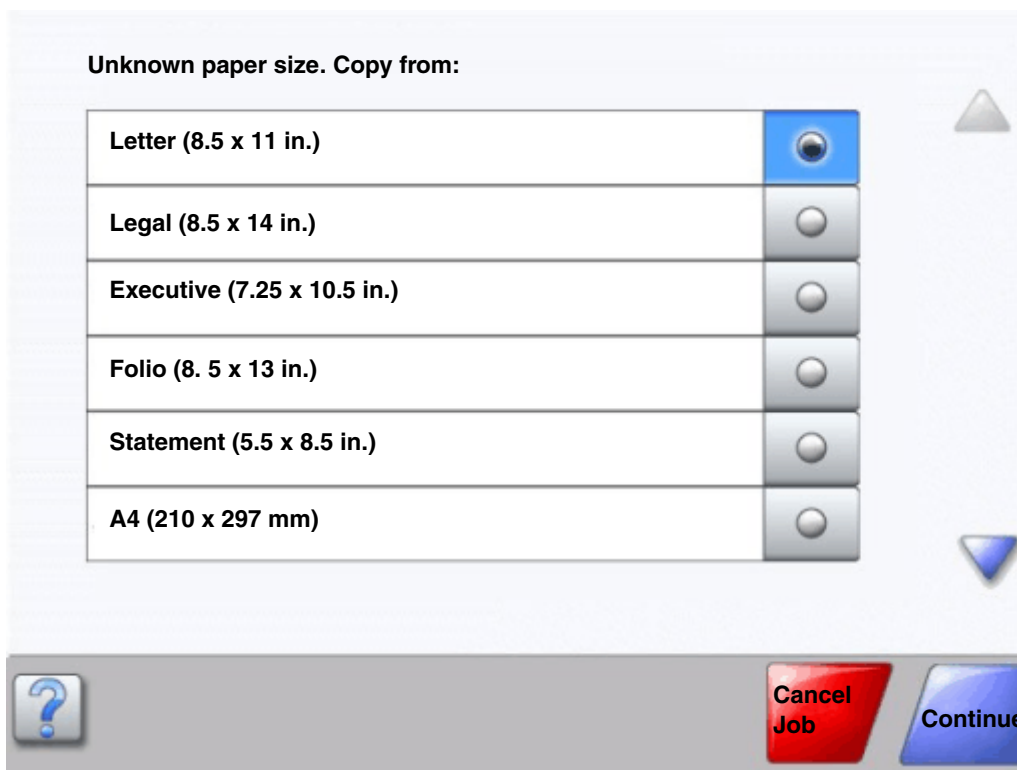 Unknown paper size. Copy from:
Letter (8.5 x 11 in.)
Legal (8.5 x 14 in.)
Executive (7.25 x 10.5 in.)
Folio (8. 5 x 13 in.)
Statement (5.5 x 8.5 in.)
A4 (210 x 297 mm)
?
Cancel
Job
Continue